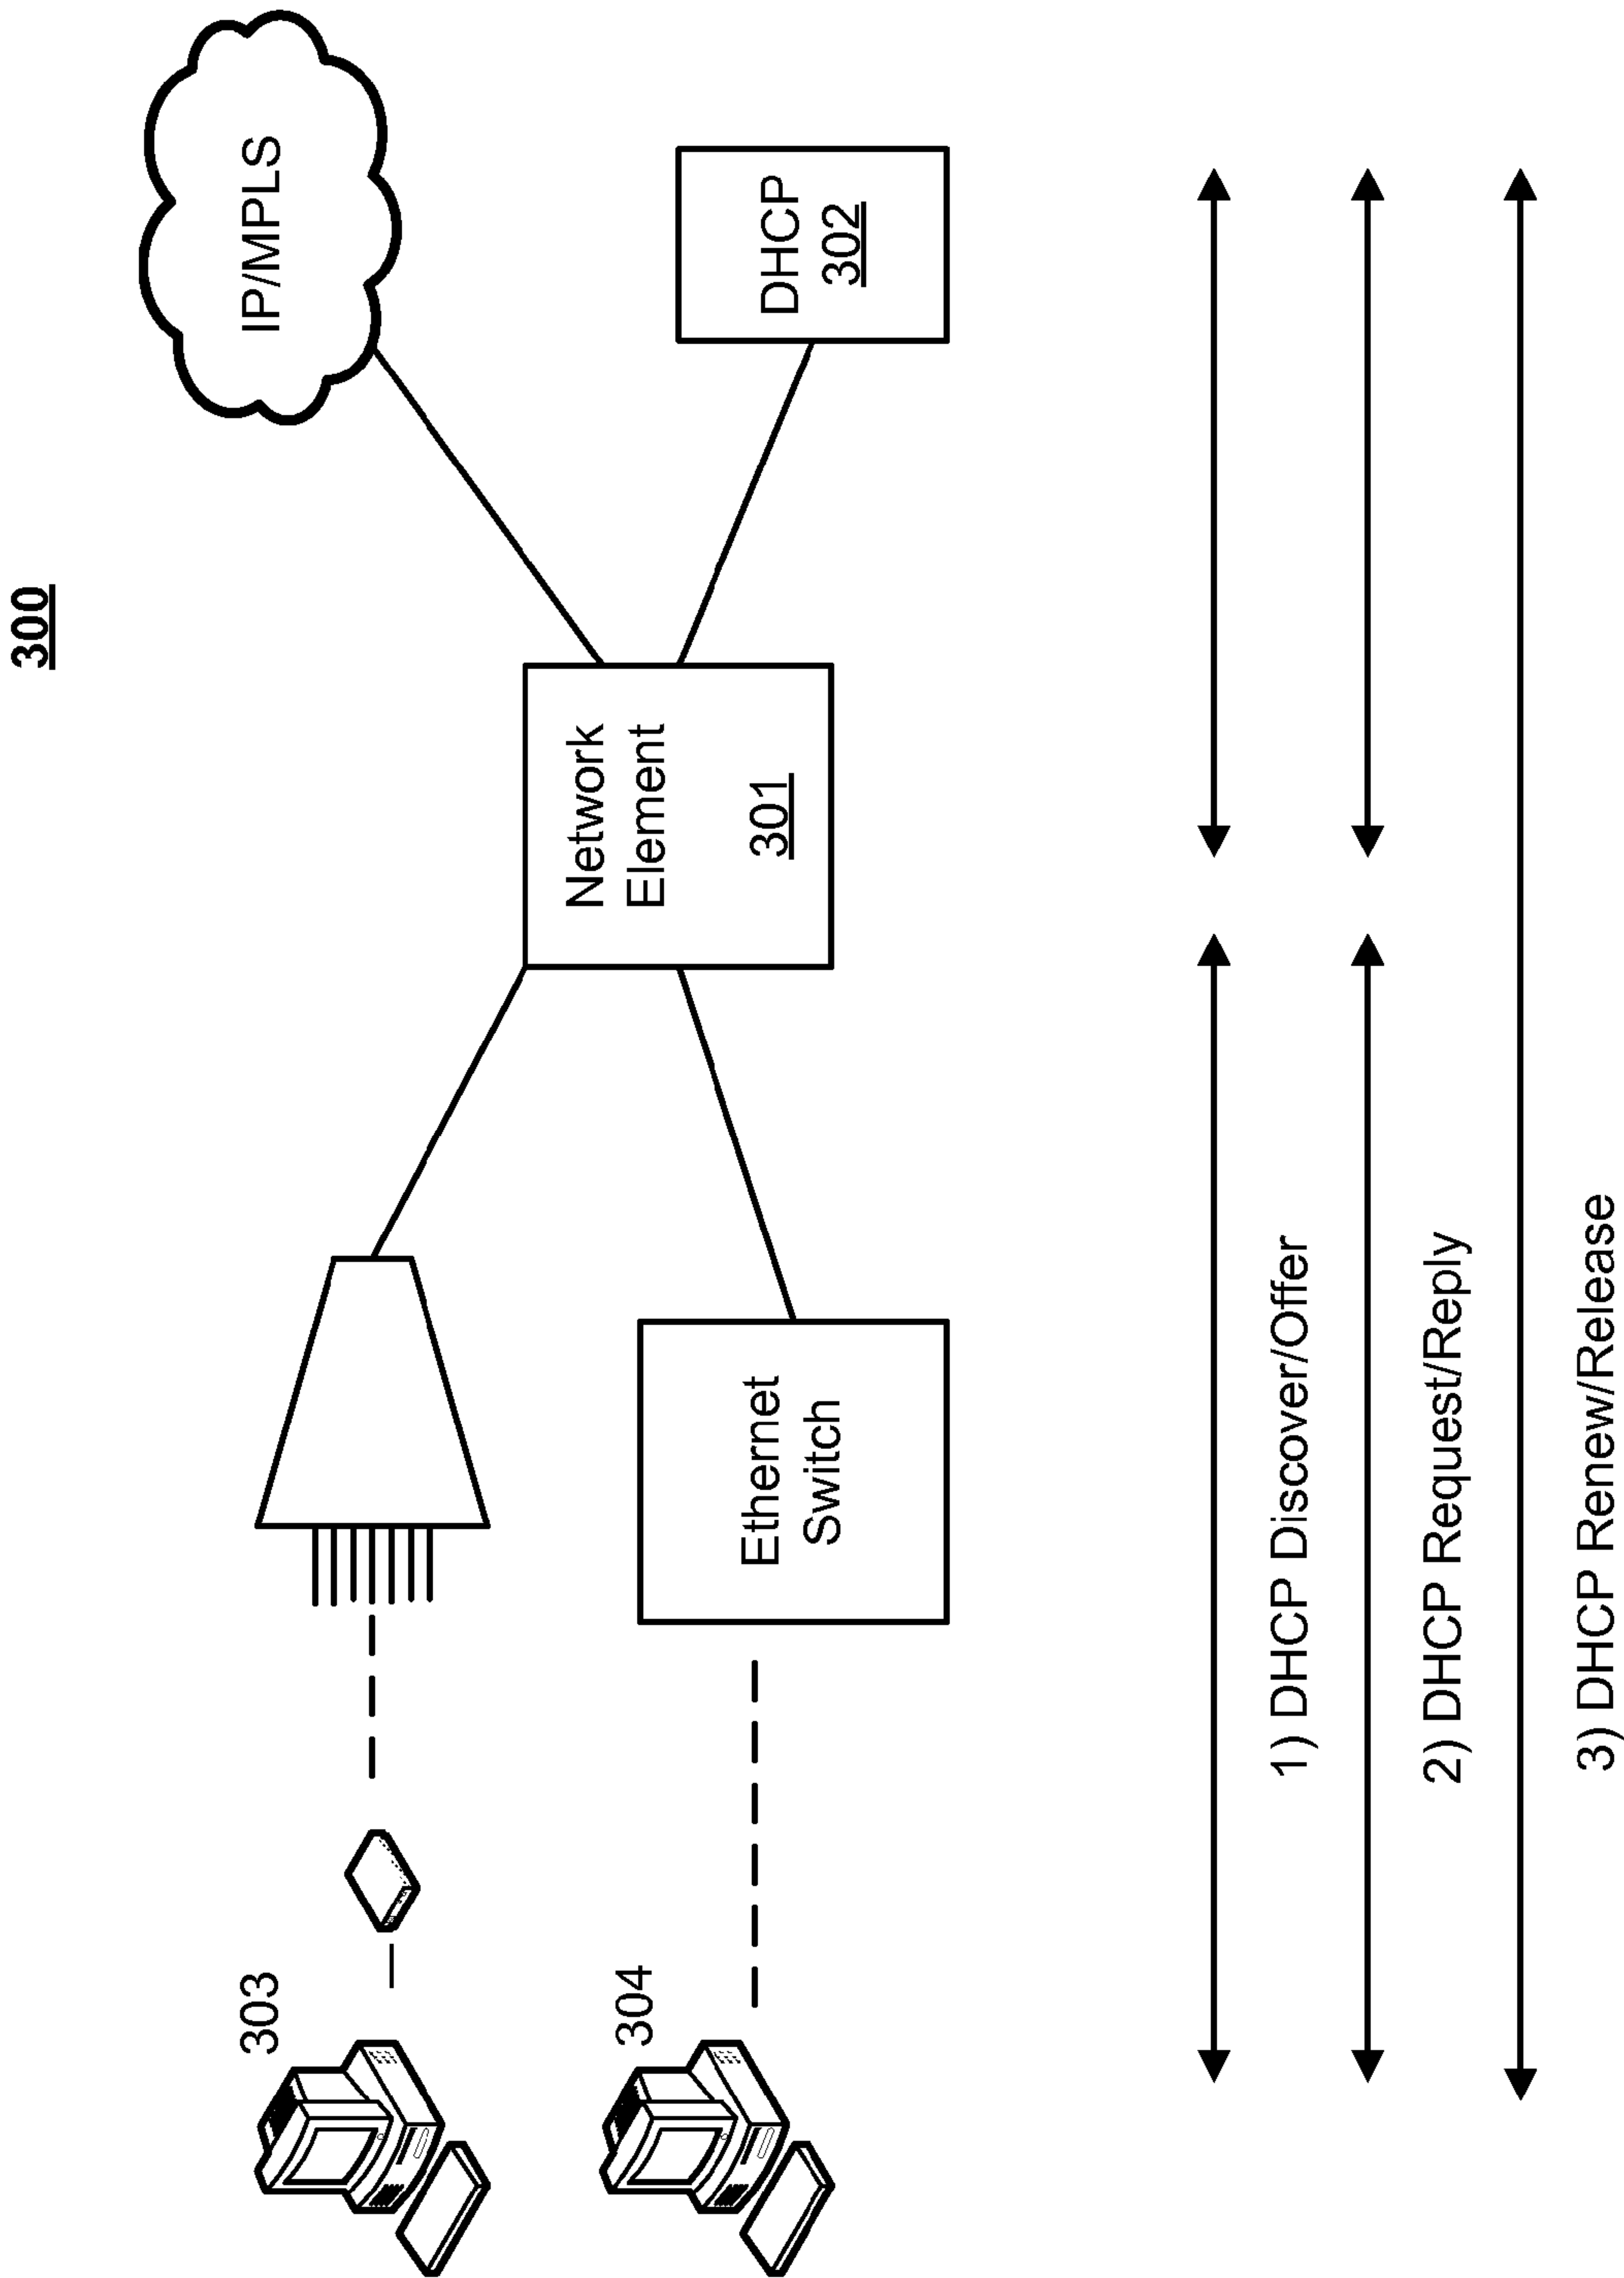 300
IP/MPLS
303
Network
Element
301
DHCP
302
304
Ethernet
Switch
1) DHCP Discover/Offer
2) DHCP Request/Reply
3) DHCP Renew/Release